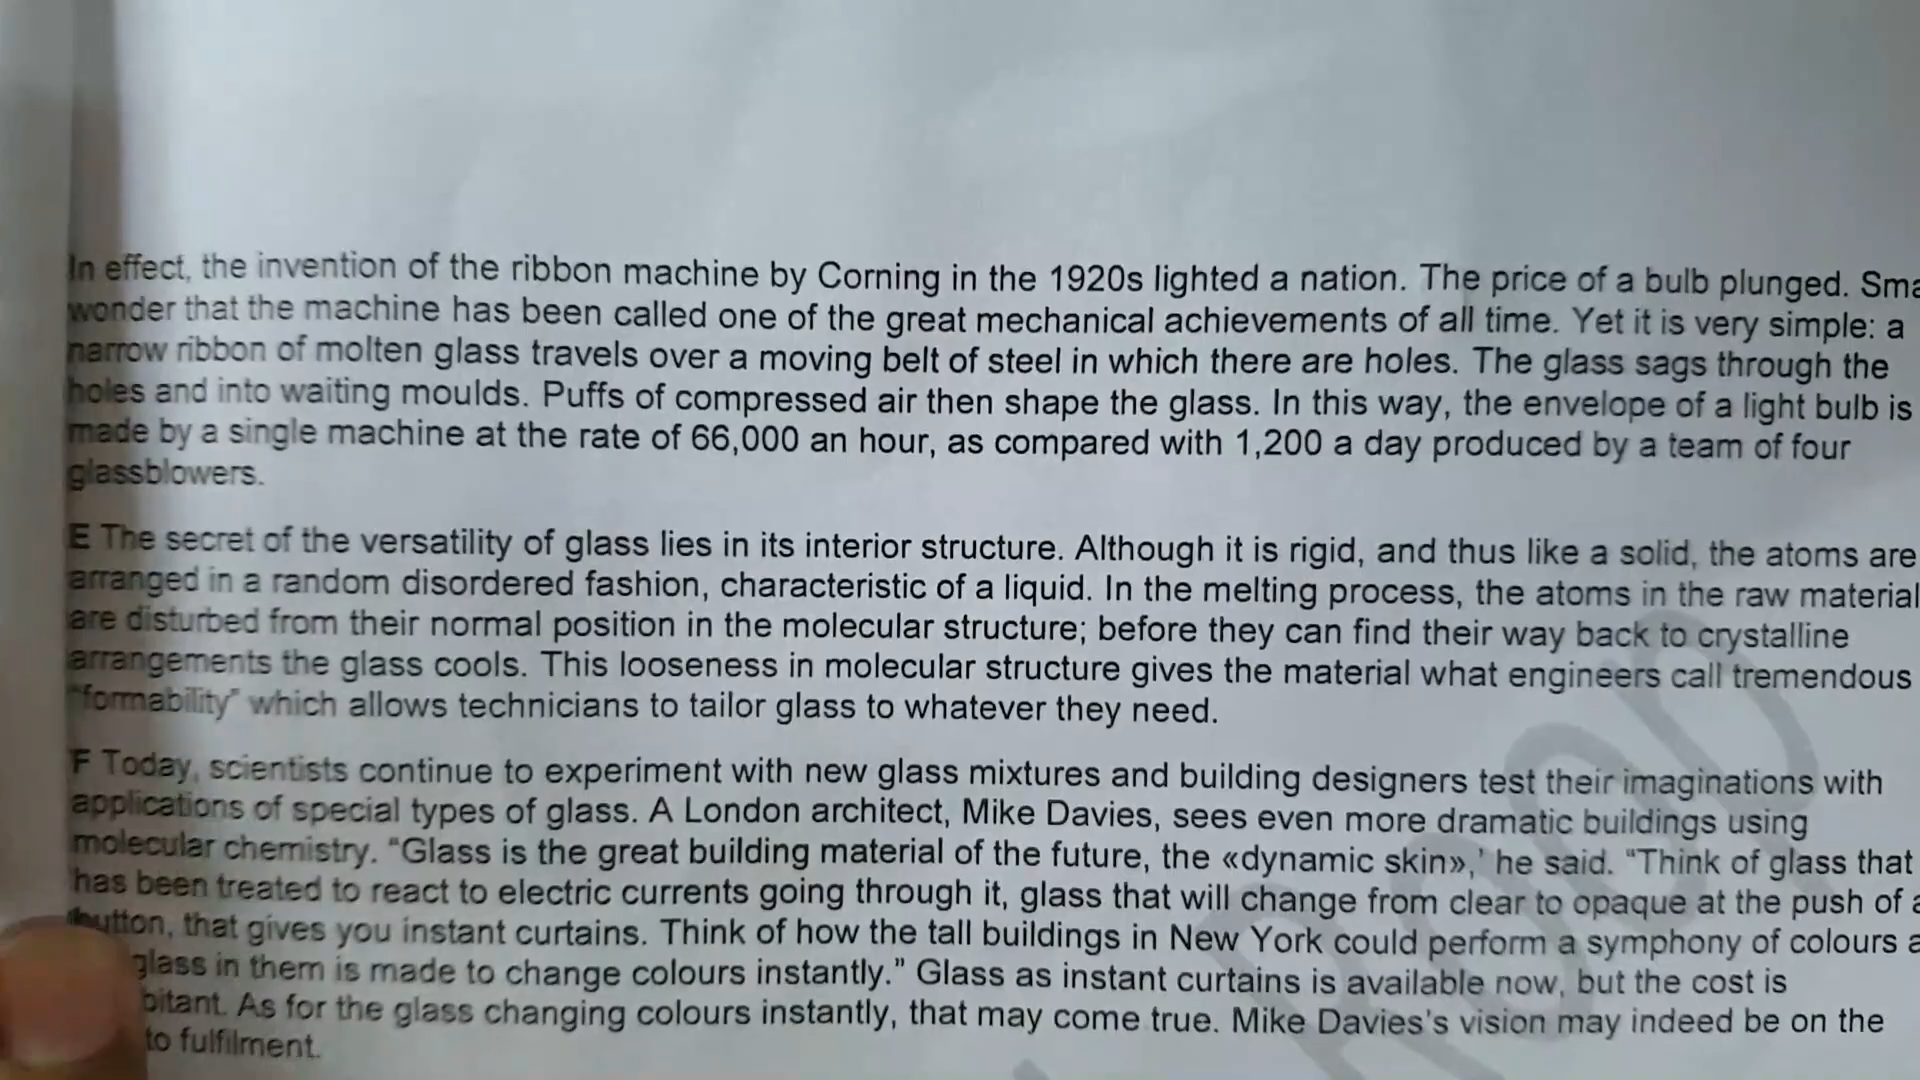 In effect, the invention of the ribbon machine by Corning in the 1920s lighted a nation. The price of a bulb plunged.
wonder that the machine has been called one of the great mechanical achievements of all time. Yet it is very simple: a
narrow ribbon of molten glass travels over a moving belt of steel in which there are holes. The glass sags through the
holes and into waiting moulds. Puffs of compressed air then shape the glass. In this way, the envelope of a light bulb is
made by a single machine at the rate of 66,000 an hour, as compared with 1,200 a day produced by a team of four
glassblowers.
E The secret of the versatility of glass lies in its interior structure. Although it is rigid, and thus like a solid, the atoms are
arranged in a random disordered fashion, characteristic of a liquid. In the melting process, the atoms in the raw material
are disturbed from their normal position in the molecular structure; before they can find their way back to crystalline
arrangements the glass cools. This looseness in molecular structure gives the material what engineers call tremendous
"formability" which allows technicians to tailor glass to whatever they need.
F Today, scientists continue to experiment with new glass mixtures and building designers test their imaginations with
applications of special types of glass. A London architect, Mike Davies, sees even more dramatic buildings using
molecular chemistry. “Glass is the great building material of the future, the «dynamic skin»,' he said. “Think of glass that
has been treated to react to electric currents going through it, glass that will change from clear to opaque at the push of a
button, that gives you instant curtains. Think of how the tall buildings in New York could perform a symphony of colours
glass in them is made to change colours instantly.” Glass as instant curtains is available now, but the cost is
As for the glass changing colours instantly, that may come true. Mike Davies's vision may indeed be on the
to fulfilment.